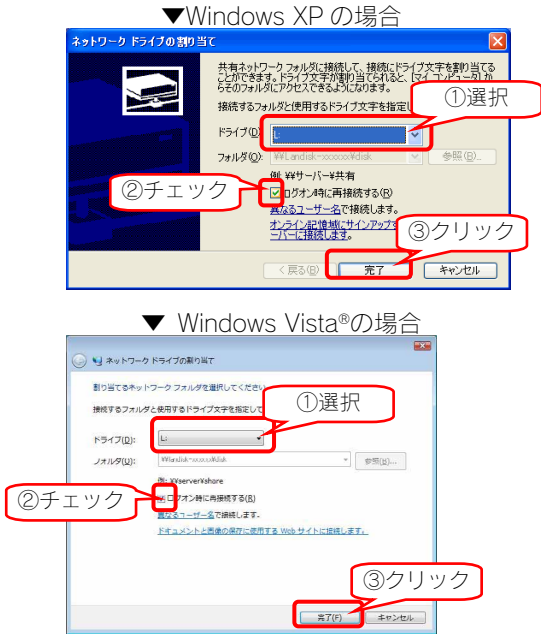 ▼Windows XP の場合
ネットワーク ドライブの割り当て
共有ネットワーク フォルダに接続して、接続にドライブ文字を割り当てる
ことができます。ドライブ文字が割り当てられると、[マイ コンピュータ] か
らそのフォルダにアクセスできるようになります。
接続するフォルダと使用するドライブ文字を指定し
①選択
ドライブ(D):
L:
フォルダ(O):
¥¥Landisk-xxxxxx¥disk
参照(B)...
例: ¥¥サーバー¥共有
②チェック
ログオン時に再接続する(R)
異なるユーザー名で接続します。
オンライン記憶域にサインアップす
ーバーに接続します。
③クリック
< 戻る(B)
完了
キャンセル
▼ Windows Vista®の場合
ネットワーク ドライブの割り当て
割り当てるネットワーク フォルダを選択してください
接続するフォルダと使用するドライブ文字を指定して
①選択
ドライブ(D):
L:
フォルダ(O):
¥¥landisk-xxxxxx¥disk
参照(B)...
例: ¥¥server¥share
②チェック
ログオン時に再接続する(R)
異なるユーザー名で接続します。
ドキュメントと画像の保存に使用する Web サイトに接続します。
③クリック
完了(F)
キャンセル